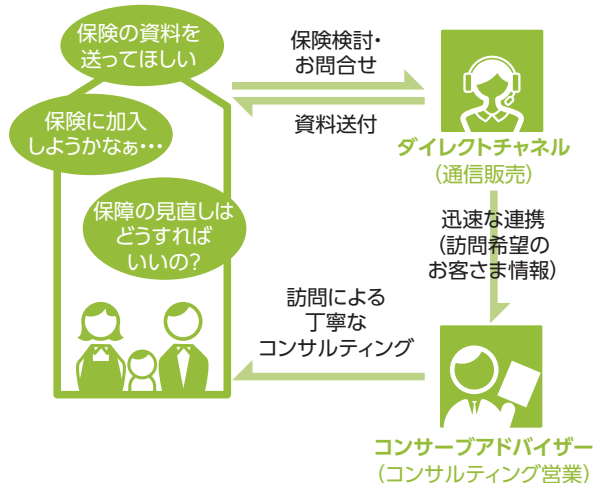 保険の資料を
送ってほしい
保険に加入
しようかなぁ･･･
保障の見直しは
どうすれば
いいの?
保険検討・
お問合せ
資料送付
ダイレクトチャネル
（通信販売）
迅速な連携
（訪問希望の
お客さま情報）
訪問による
丁寧な
コンサルティング
コンサーブアドバイザー
（コンサルティング営業）